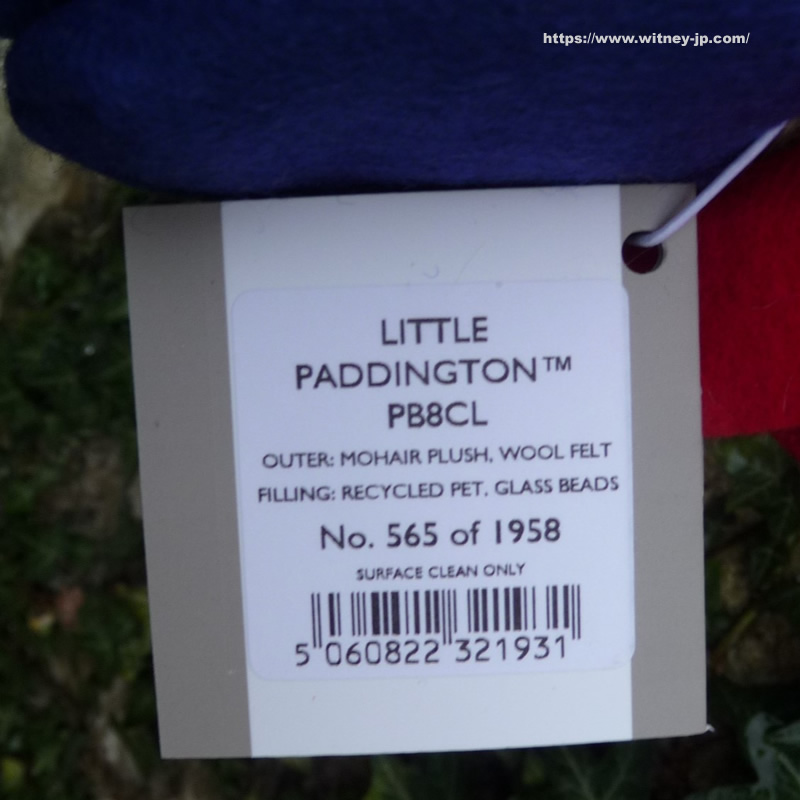 https://www.witney-jp.com/
LITTLE
PADDINGTON™
PB8CL
OUTER: MOHAIR PLUSH, WOOL FELT
FILLING: RECYCLED PET, GLASS BEADS
No. 565 of 1958
SURFACE CLEAN ONLY
5 060822 321931